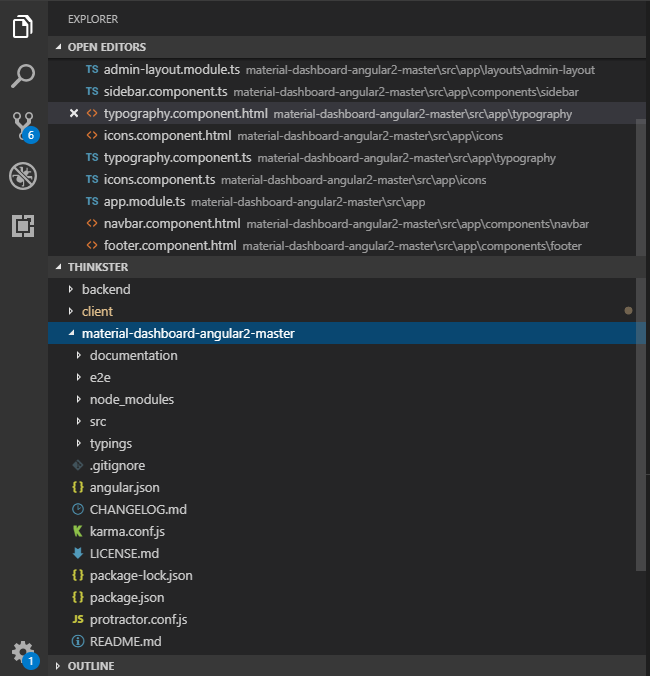 EXPLORER
OPEN EDITORS
TS admin-layout.module.ts material-dashboard-angular2-master\src\app\layouts\admin-layout
TS sidebar.component.ts material-dashboard-angular2-master\src\app\components\sidebar
<> typography.component.html material-dashboard-angular2-master\src\app\typography
<> icons.component.html material-dashboard-angular2-master\src\app\icons
TS typography.component.ts material-dashboard-angular2-master\src\app\typography
TS icons.component.ts material-dashboard-angular2-master\src\app\icons
TS app.module.ts material-dashboard-angular2-master\src\app
<> navbar.component.html material-dashboard-angular2-master\src\app\components\navbar
<> footer.component.html material-dashboard-angular2-master\src\app\components\footer
6
THINKSTER
backend
client
material-dashboard-angular2-master
documentation
e2e
node_modules
src
typings
.gitignore
{} angular.json
CHANGELOG.md
K karma.conf.js
LICENSE.md
{} package-lock.json
{} package.json
JS protractor.conf.js
README.md
1
OUTLINE